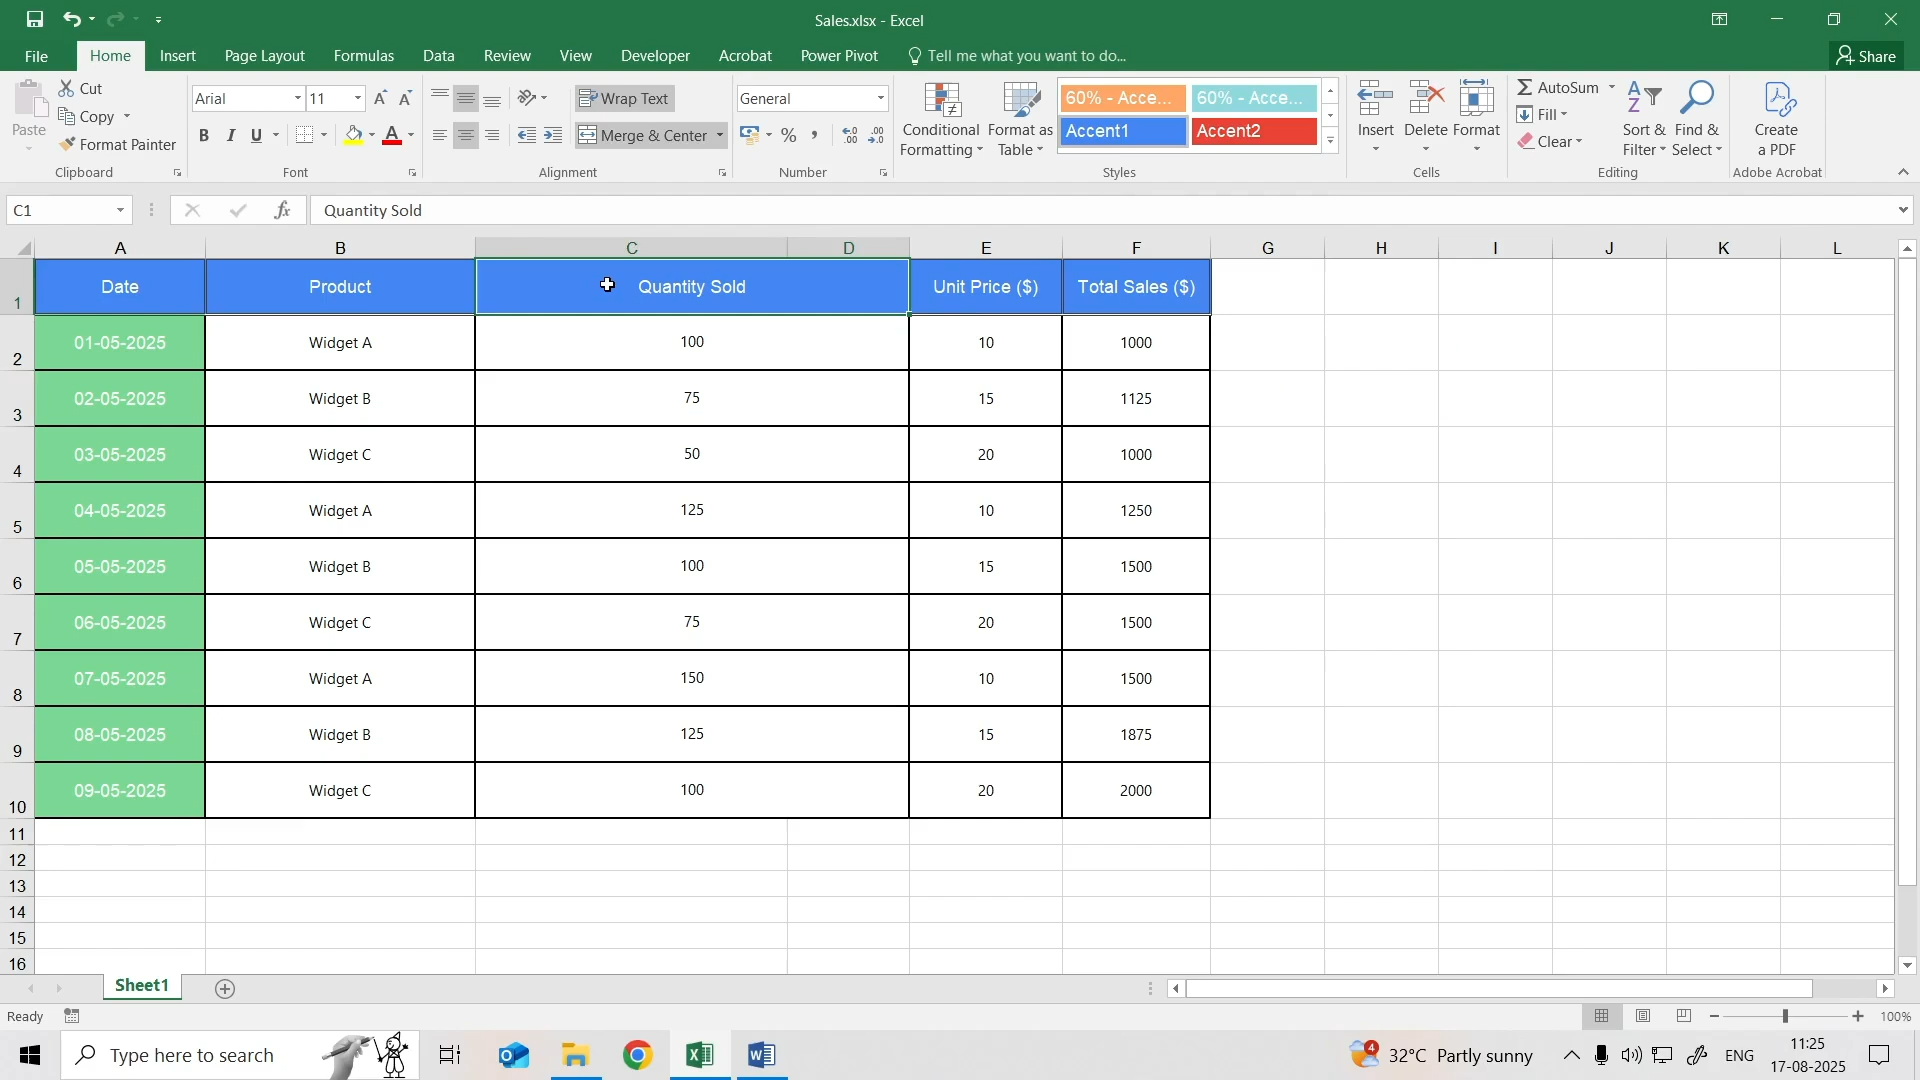 Sales.xlsx - Excel
File Home Insert Page Layout Formulas Data Review View Developer Acrobat Power Pivot Tell me what you want to do... Share
Paste
Cut
Copy
Format Painter
Clipboard
Arial 11
B I U A
Font
Wrap Text
Merge & Center
Alignment
General
%
Number
Conditional Formatting
Format as Table
60% - Acce... 60% - Acce...
Accent1 Accent2
Styles
Insert Delete Format
Cells
AutoSum
Fill
Clear
Sort & Filter
Find & Select
Editing
Create a PDF
Adobe Acrobat
C1 fx Quantity Sold
A B C D E F G H I J K L
1 Date Product Quantity Sold Unit Price ($) Total Sales ($)
2 01-05-2025 Widget A 100 10 1000
3 02-05-2025 Widget B 75 15 1125
4 03-05-2025 Widget C 50 20 1000
5 04-05-2025 Widget A 125 10 1250
6 05-05-2025 Widget B 100 15 1500
7 06-05-2025 Widget C 75 20 1500
8 07-05-2025 Widget A 150 10 1500
9 08-05-2025 Widget B 125 15 1875
10 09-05-2025 Widget C 100 20 2000
11
12
13
14
15
16
Sheet1
Ready 100%
Type here to search
4 32°C Partly sunny ENG
11:25
17-08-2025